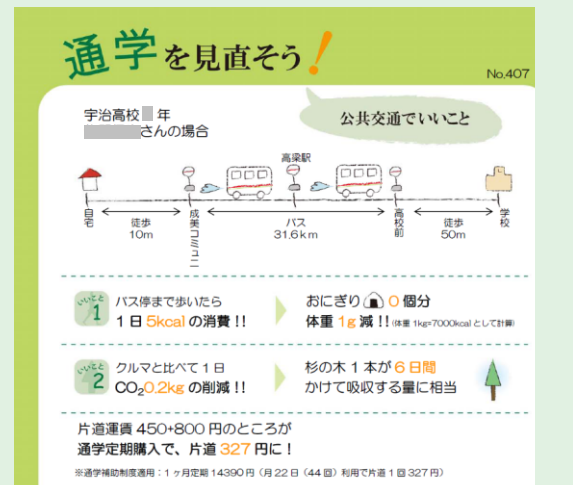 通学を見直そう！
No.407
公共交通でいいこと
宇治高校 年
さんの場合
高梁駅
自宅
徒歩
10m
成美コミュニ
バス
31.6km
高校前
徒歩
50m
学校
いいこと
1
バス停まで歩いたら
1日5kcalの消費!!
おにぎり 0個分
体重1g減!!(体重1kg=7000kcalとして計算)
いいこと
2
クルマと比べて1日
CO₂0.2kgの削減!!
杉の木1本が6日間
かけて吸収する量に相当
片道運賃450+800円のところが
通学定期購入で、片道327円に！
※通学補助制度適用：1ヶ月定期14390円（月22日（44回）利用で片道1回327円）